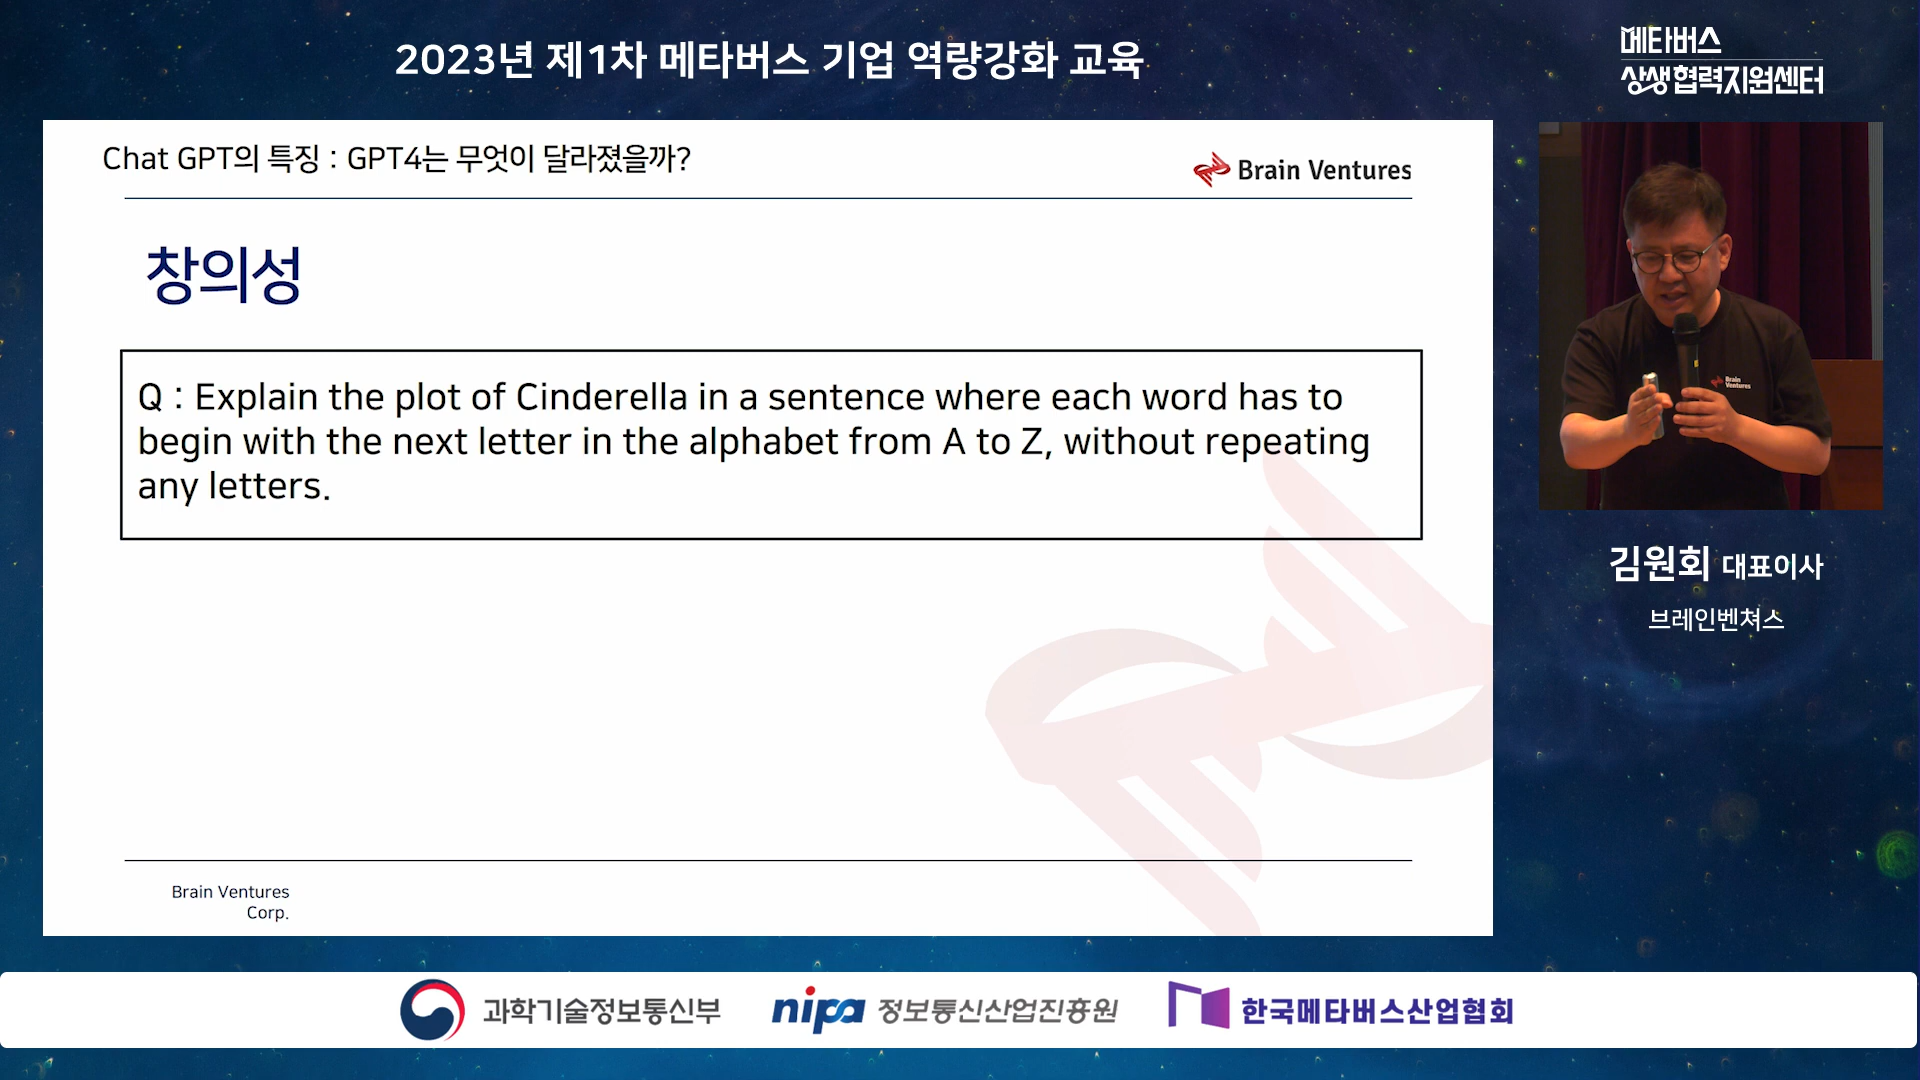 2023년 제1차 메타버스 기업 역량강화 교육
메타버스
상생협력지원센터
Chat GPT의 특징 : GPT4는 무엇이 달라졌을까?
Brain Ventures
창의성
Q : Explain the plot of Cinderella in a sentence where each word has to
begin with the next letter in the alphabet from A to Z, without repeating
any letters.
Brain Ventures
Corp.
Brain
Ventures
김원회 대표이사
브레인벤쳐스
과학기술정보통신부
nipa 정보통신산업진흥원
한국메타버스산업협회